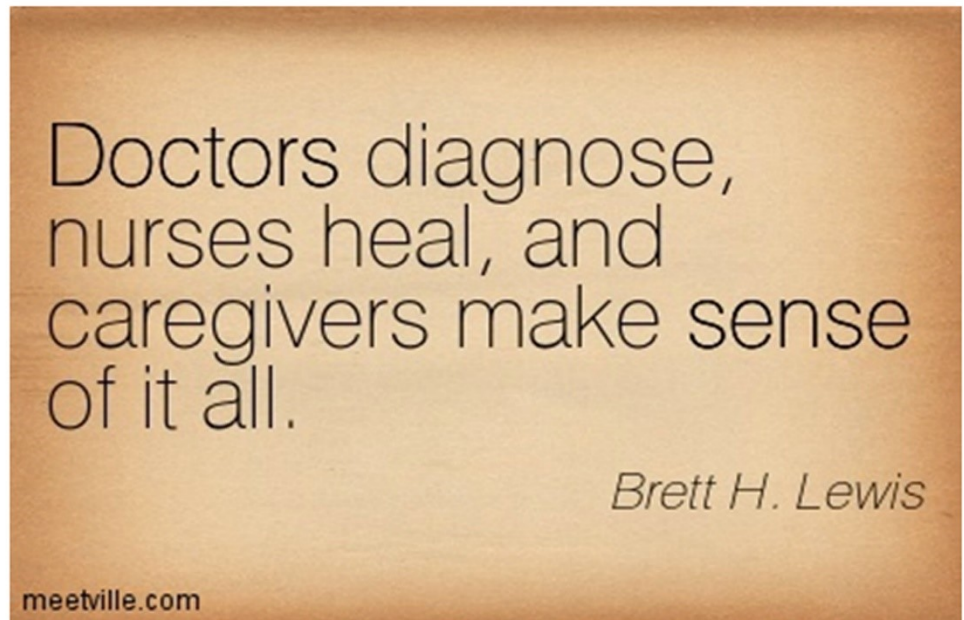 Doctors diagnose,
nurses heal, and
caregivers make sense
of it all.
Brett H. Lewis
meetville.com